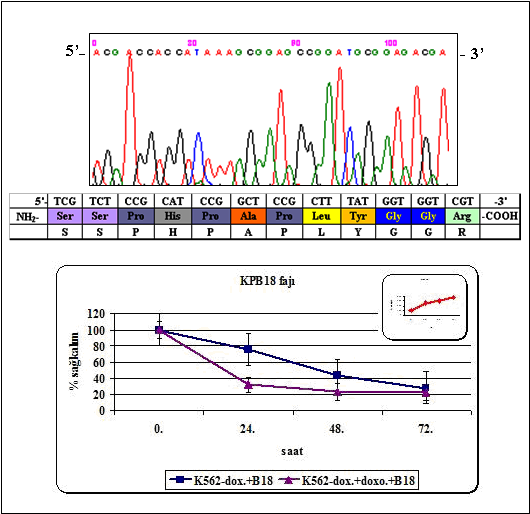 0 100
5’- A C G A C C A C C A T A A A G C G G A G C C G G A T G C G G A G A C G A - 3’
5'- TCG TCT CCG CAT CCG GCT CCG CTT TAT GGT GGT CGT -3'
NH2- Ser Ser Pro His Pro Ala Pro Leu Tyr Gly Gly Arg -COOH
S S P H P A P L Y G G R
KPB18 fajı
% sağkalım
120
100
80
60
40
20
0
0. 24. 48. 72.
saat
K562-dox.+B18 K562-dox.+doxo.+B18